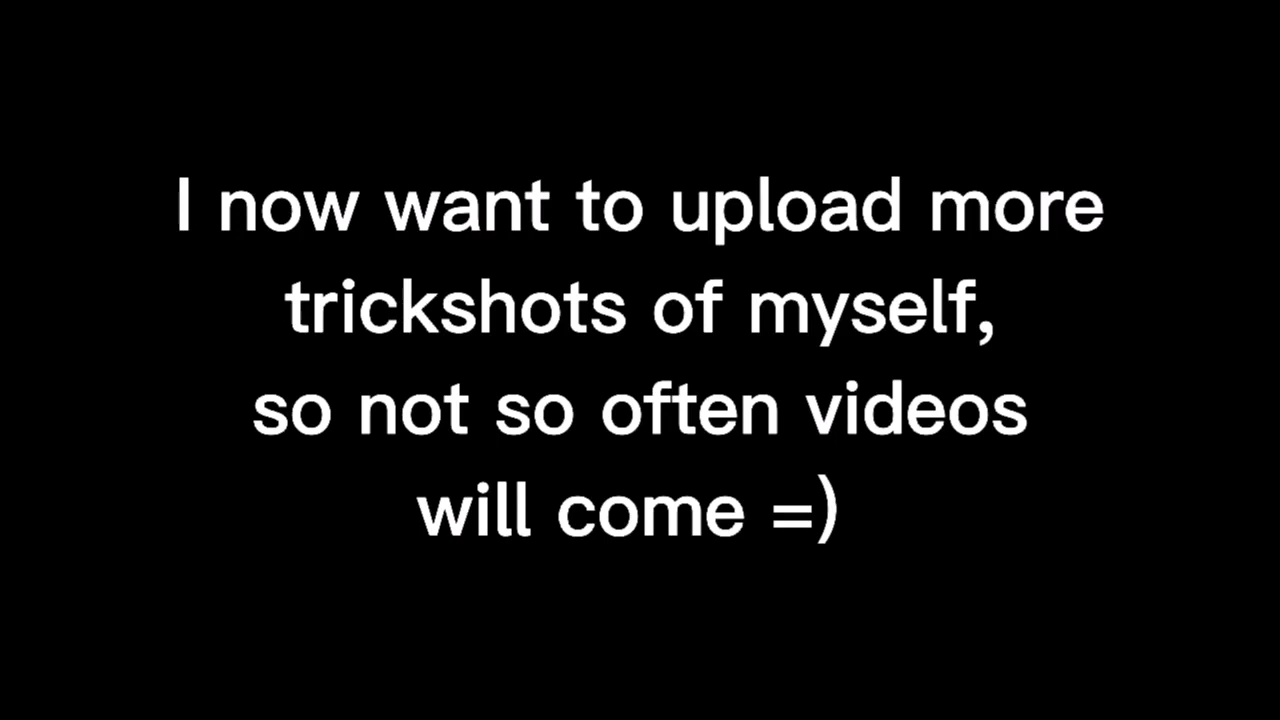 I now want to upload more
trickshots of myself,
so not so often videos
will come =)